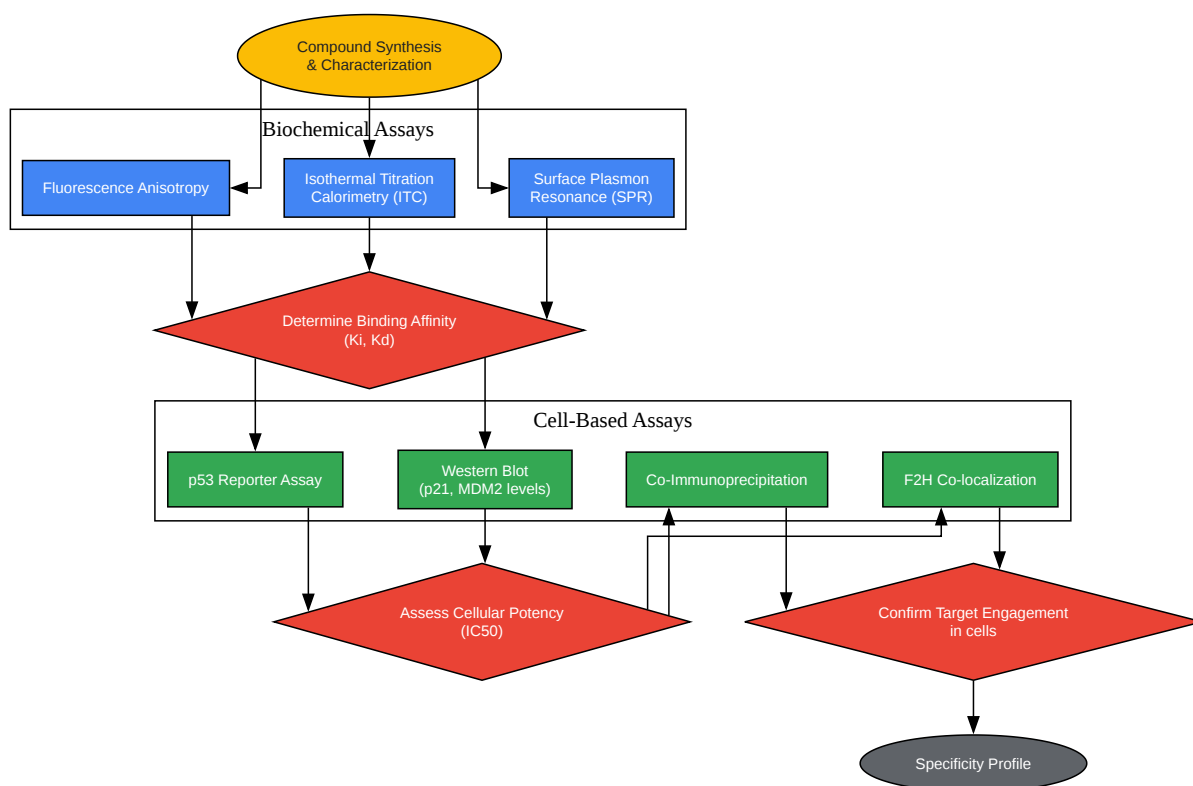 Compound Synthesis
& Characterization
Biochemical Assays
Fluorescence Anisotropy
Isothermal Titration
Calorimetry (ITC)
Surface Plasmon
Resonance (SPR)
Determine Binding Affinity
(Ki, Kd)
Cell-Based Assays
p53 Reporter Assay
Western Blot
(p21, MDM2 levels)
Co-Immunoprecipitation
F2H Co-localization
Assess Cellular Potency
(IC50)
Confirm Target Engagement
in cells
Specificity Profile